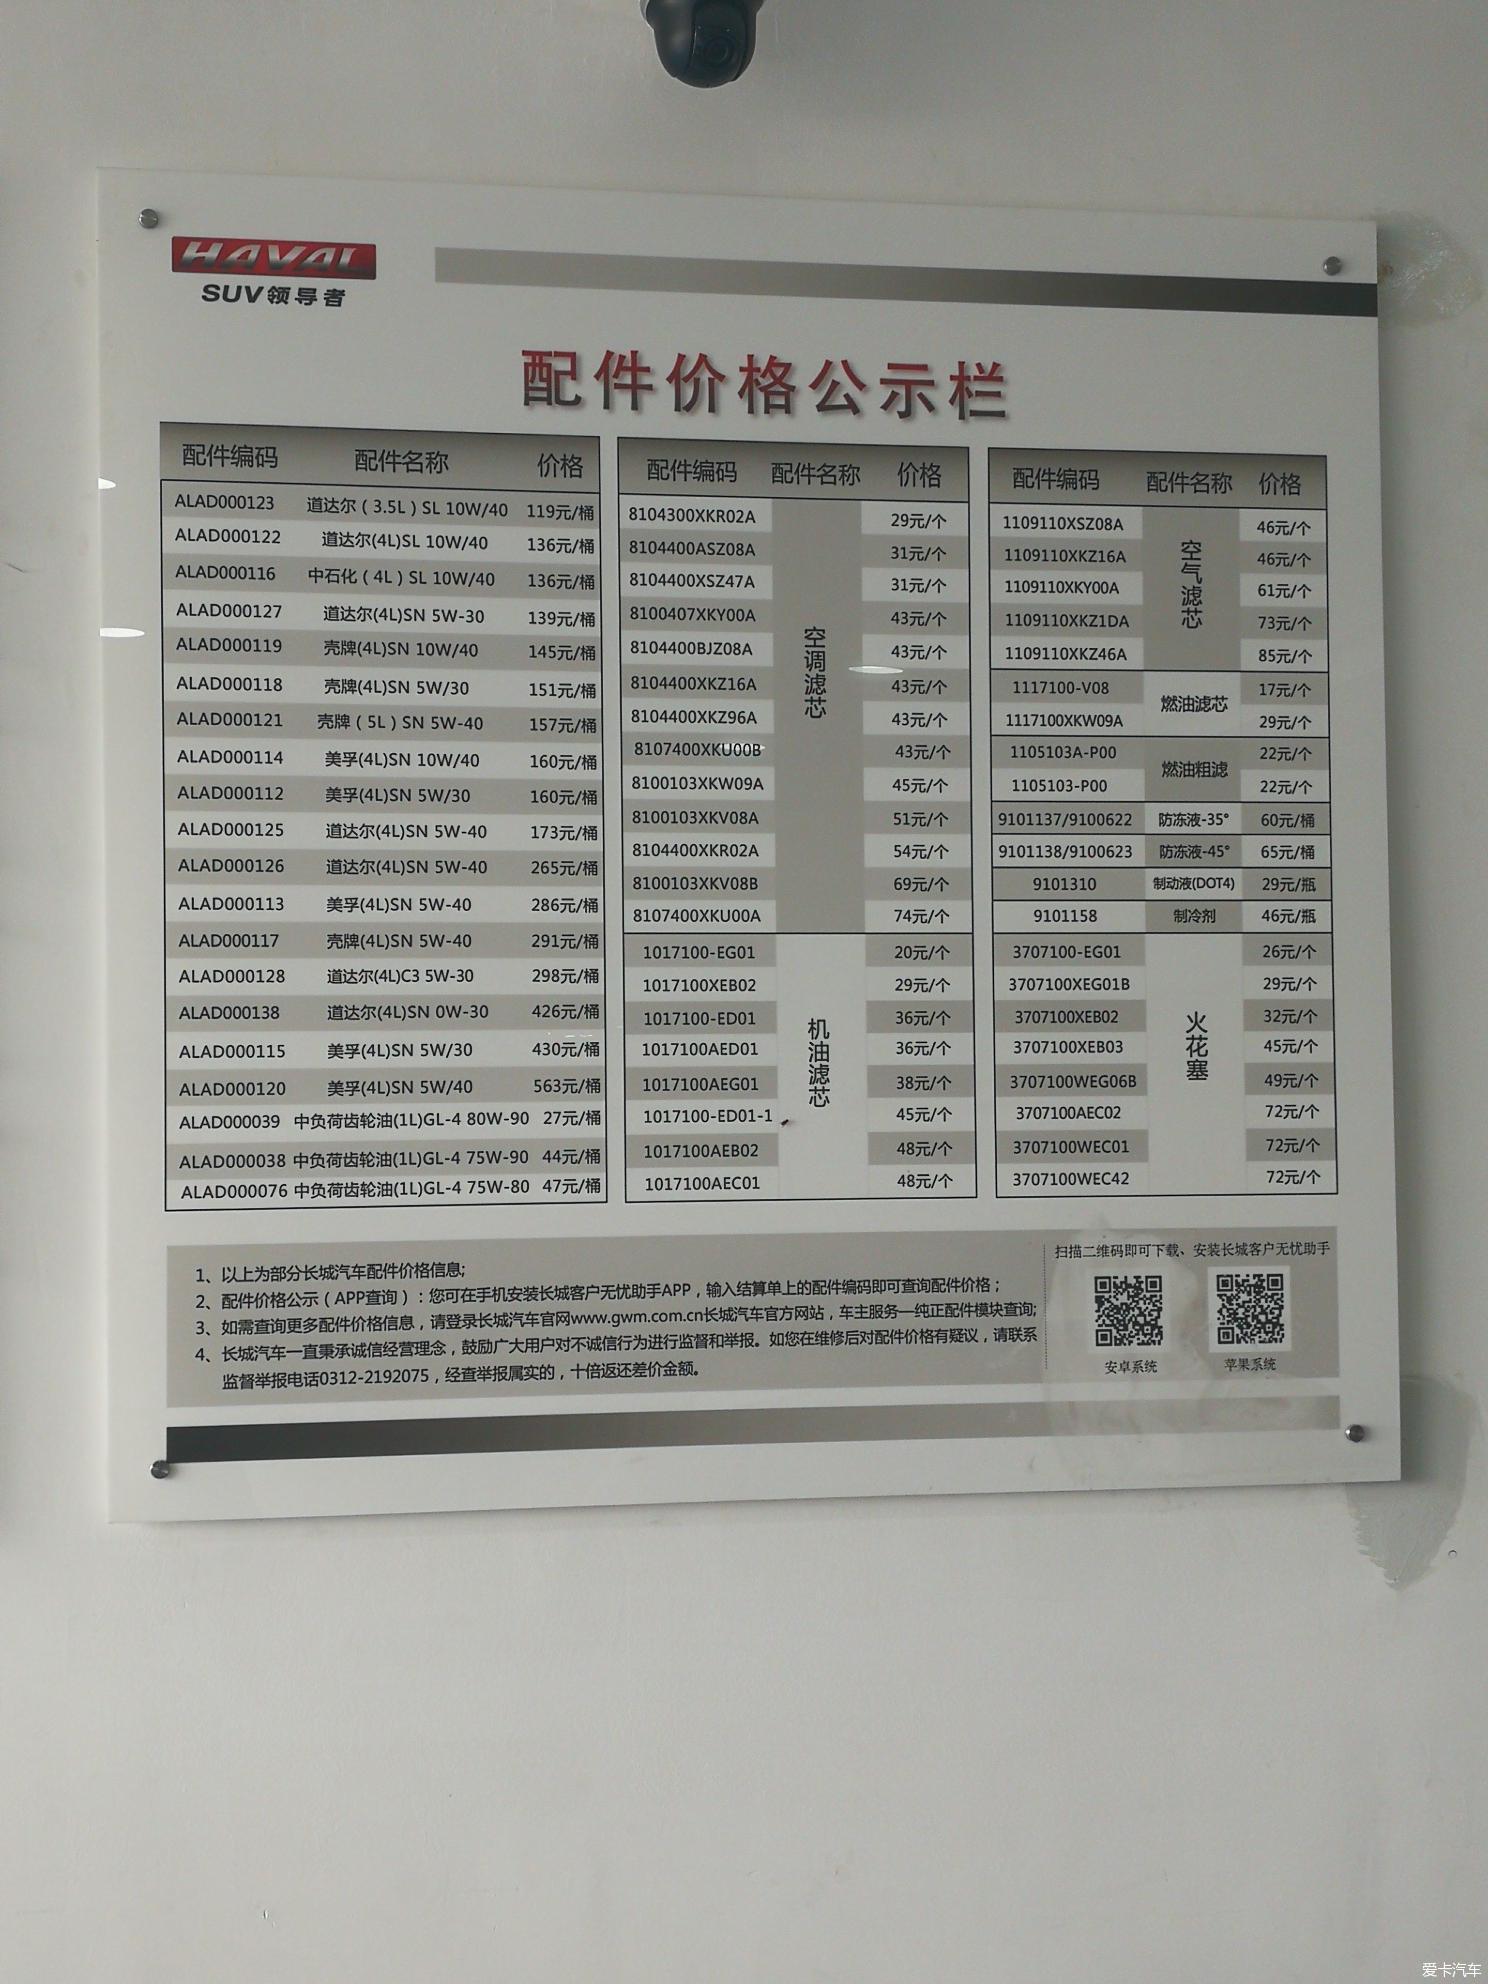 HAVAL
SUV领导者
配件价格公示栏
配件编码 配件名称 价格
ALAD000123 道达尔（3.5L）SL 10W/40 119元/桶
ALAD000122 道达尔(4L)SL 10W/40 136元/桶
ALAD000116 中石化（4L）SL 10W/40 136元/桶
ALAD000127 道达尔(4L)SN 5W-30 139元/桶
ALAD000119 壳牌(4L)SN 10W/40 145元/桶
ALAD000118 壳牌(4L)SN 5W/30 151元/桶
ALAD000121 壳牌（5L）SN 5W-40 157元/桶
ALAD000114 美孚(4L)SN 10W/40 160元/桶
ALAD000112 美孚(4L)SN 5W/30 160元/桶
ALAD000125 道达尔(4L)SN 5W-40 173元/桶
ALAD000126 道达尔(4L)SN 5W-40 265元/桶
ALAD000113 美孚(4L)SN 5W-40 286元/桶
ALAD000117 壳牌(4L)SN 5W-40 291元/桶
ALAD000128 道达尔(4L)C3 5W-30 298元/桶
ALAD000138 道达尔(4L)SN 0W-30 426元/桶
ALAD000115 美孚(4L)SN 5W/30 430元/桶
ALAD000120 美孚(4L)SN 5W/40 563元/桶
ALAD000039 中负荷齿轮油(1L)GL-4 80W-90 27元/桶
ALAD000038 中负荷齿轮油(1L)GL-4 75W-90 44元/桶
ALAD000076 中负荷齿轮油(1L)GL-4 75W-80 47元/桶
配件编码 配件名称 价格
空调滤芯
8104300XKR02A 29元/个
8104400ASZ08A 31元/个
8104400XSZ47A 31元/个
8100407XKY00A 43元/个
8104400BJZ08A 43元/个
8104400XKZ16A 43元/个
8104400XKZ96A 43元/个
8107400XKU00B 43元/个
8100103XKW09A 45元/个
8100103XKV08A 51元/个
8104400XKR02A 54元/个
8100103XKV08B 69元/个
8107400XKU00A 74元/个
机油滤芯
1017100-EG01 20元/个
1017100XEB02 29元/个
1017100-ED01 36元/个
1017100AED01 36元/个
1017100AEG01 38元/个
1017100-ED01-1 45元/个
1017100AEB02 48元/个
1017100AEC01 48元/个
配件编码 配件名称 价格
空气滤芯
1109110XSZ08A 46元/个
1109110XKZ16A 46元/个
1109110XKY00A 61元/个
1109110XKZ1DA 73元/个
1109110XKZ46A 85元/个
燃油滤芯
1117100-V08 17元/个
1117100XKW09A 29元/个
燃油粗滤
1105103A-P00 22元/个
1105103-P00 22元/个
9101137/9100622 防冻液-35° 60元/桶
9101138/9100623 防冻液-45° 65元/桶
9101310 制动液(DOT4) 29元/瓶
9101158 制冷剂 46元/瓶
火花塞
3707100-EG01 26元/个
3707100XEG01B 29元/个
3707100XEB02 32元/个
3707100XEB03 45元/个
3707100WEG06B 49元/个
3707100AEC02 72元/个
3707100WEC01 72元/个
3707100WEC42 72元/个
1、以上为部分长城汽车配件价格信息;
2、配件价格公示（APP查询）：您可在手机安装长城客户无忧助手APP，输入结算单上的配件编码即可查询配件价格；
3、如需查询更多配件价格信息，请登录长城汽车官网www.gwm.com.cn长城汽车官方网站，车主服务—纯正配件模块查询;
4、长城汽车一直秉承诚信经营理念，鼓励广大用户对不诚信行为进行监督和举报。如您在维修后对配件价格有疑议，请联系
监督举报电话0312-2192075，经查举报属实的，十倍返还差价金额。
扫描二维码即可下载、安装长城客户无忧助手
安卓系统 苹果系统
爱卡汽车